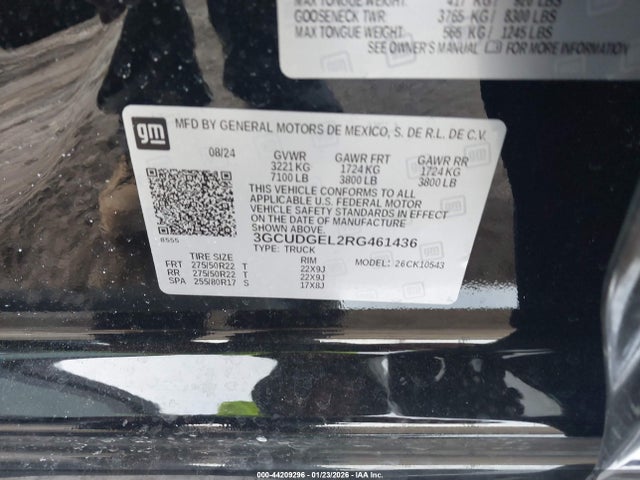 MAX TONGUE WEIGHT: 417 KG / 920 LBS
GOOSENECK TWR 3765 KG / 8300 LBS
MAX TONGUE WEIGHT: 565 KG / 1245 LBS
SEE OWNER'S MANUAL FOR MORE INFORMATION
gm MFD BY GENERAL MOTORS DE MEXICO, S. DE R.L. DE C.V.
08/24 GVWR GAWR FRT GAWR RR
3221 KG 1724 KG 1724 KG
7100 LB 3800 LB 3800 LB
THIS VEHICLE CONFORMS TO ALL
APPLICABLE U.S. FEDERAL MOTOR
VEHICLE SAFETY STANDARDS IN EFFECT
ON THE DATE OF MANUFACTURE SHOWN ABOVE.
3GCUDGEL2RG461436
8555 TYPE: TRUCK
TIRE SIZE RIM MODEL: 26CK10543
FRT 275/50R22 T 22X9J
RR 275/50R22 T 22X9J
SPA 255/80R17 S 17X8J
000-44209296 - 01/23/2026 - IAA Inc.